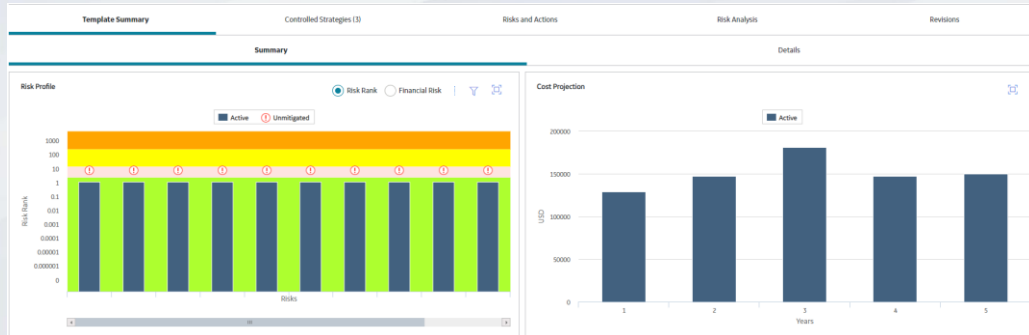 Template Summary
Controlled Strategies (3)
Risks and Actions
Risk Analysis
Revisions
Summary
Details
Risk Profile
Risk Rank
Financial Risk
Active
Unmitigated
1000
100
10
1
0.1
0.01
0.001
0.0001
0.00001
0.000001
0
Risk Rank
Risks
Cost Projection
Active
200000
150000
100000
50000
0
USD
1 2 3 4 5
Years